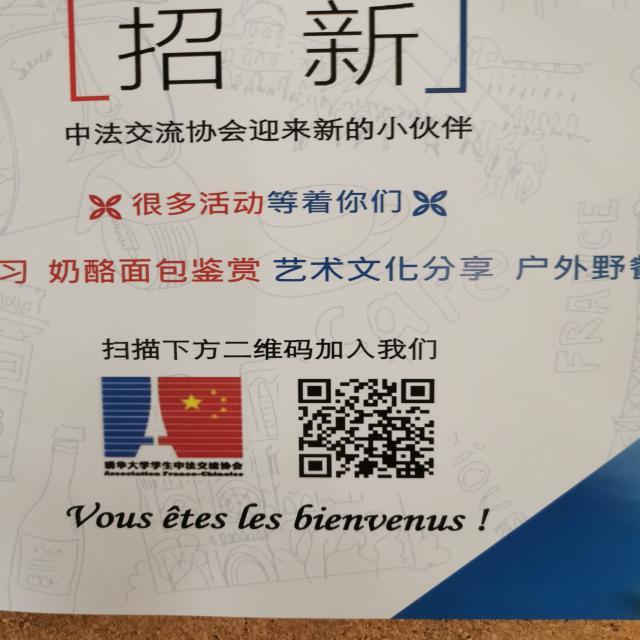 招 新
中法交流协会迎来新的小伙伴
很多活动等着你们
习 奶酪面包鉴赏 艺术文化分享 户外野餐
扫描下方二维码加入我们
清华大学学生中法交流协会
Association Franco-Chinoise
Vous êtes les bienvenus !
Café
FRANCE